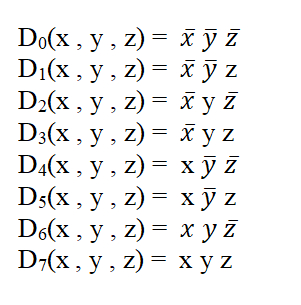 D₀(x , y , z) = x̄ ȳ z̄
D₁(x , y , z) = x̄ ȳ z
D₂(x , y , z) = x̄ y z̄
D₃(x , y , z) = x̄ y z
D₄(x , y , z) = x ȳ z̄
D₅(x , y , z) = x ȳ z
D₆(x , y , z) = x y z̄
D₇(x , y , z) = x y z